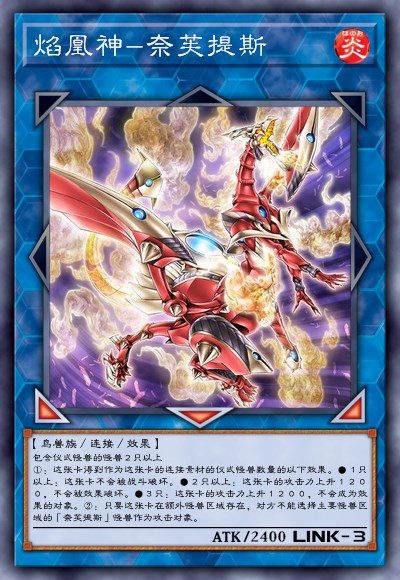 焰凰神-奈芙提斯
ほのお
炎
【鸟兽族／连接／效果】
包含仪式怪兽的怪兽2只以上
①：这张卡得到作为这张卡的连接素材的仪式怪兽数量的以下效果。●1只
以上：这张卡不会被战斗破坏。●2只以上：这张卡的攻击力上升120
0，不会被效果破坏。●3只：这张卡的攻击力上升1200，不会成为效
果的对象。②：只要这张卡在额外怪兽区域存在，对方不能选择主要怪兽区
域的「奈芙提斯」怪兽作为攻击对象。
ATK/2400 LINK-3